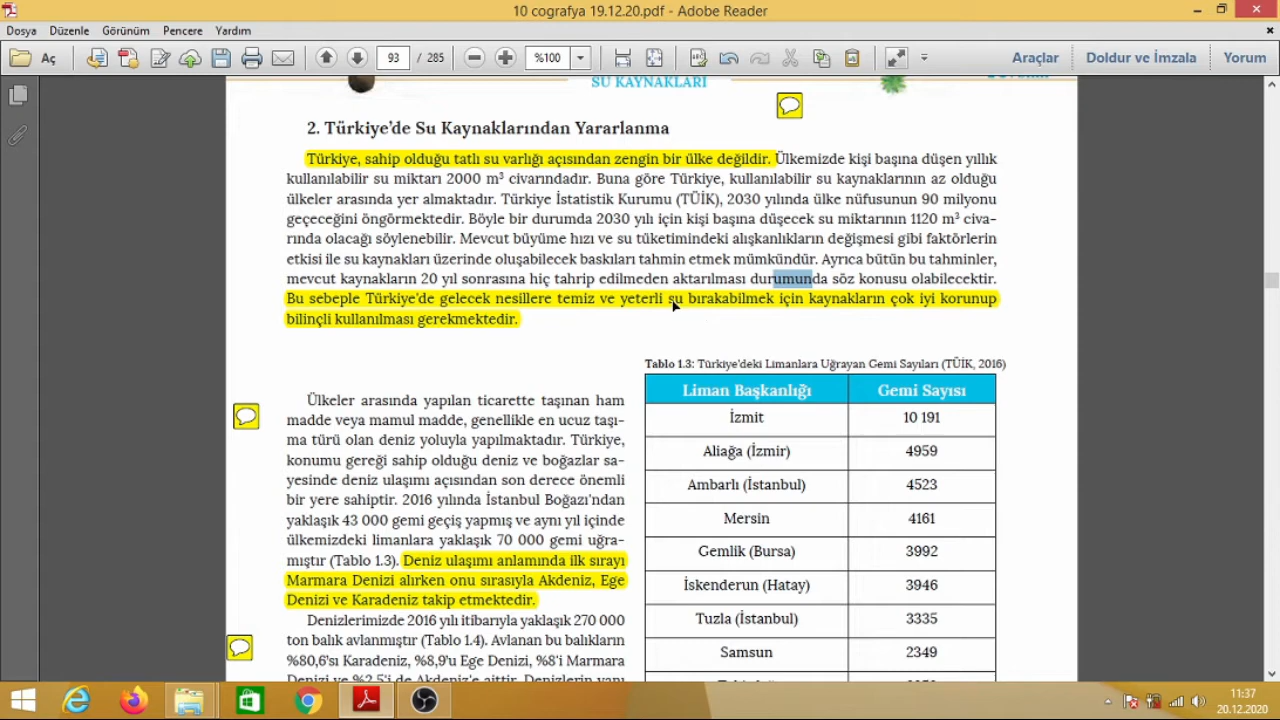 10 cografya 19.12.20.pdf - Adobe Reader
Dosya Düzenle Görünüm Pencere Yardım
Aç 93 / 285 %100 Araçlar Doldur ve İmzala Yorum
SU KAYNAKLARI
2. Türkiye'de Su Kaynaklarından Yararlanma
Türkiye, sahip olduğu tatlı su varlığı açısından zengin bir ülke değildir. Ülkemizde kişi başına düşen yıllık
kullanılabilir su miktarı 2000 m³ civarındadır. Buna göre Türkiye, kullanılabilir su kaynaklarının az olduğu
ülkeler arasında yer almaktadır. Türkiye İstatistik Kurumu (TÜİK), 2030 yılında ülke nüfusunun 90 milyonu
geçeceğini öngörmektedir. Böyle bir durumda 2030 yılı için kişi başına düşecek su miktarının 1120 m³ civa-
rında olacağı söylenebilir. Mevcut büyüme hızı ve su tüketimindeki alışkanlıkların değişmesi gibi faktörlerin
etkisi ile su kaynakları üzerinde oluşabilecek baskıları tahmin etmek mümkündür. Ayrıca bütün bu tahminler,
mevcut kaynakların 20 yıl sonrasına hiç tahrip edilmeden aktarılması durumunda söz konusu olabilecektir.
Bu sebeple Türkiye'de gelecek nesillere temiz ve yeterli su bırakabilmek için kaynakların çok iyi korunup
bilinçli kullanılması gerekmektedir.
Ülkeler arasında yapılan ticarette taşınan ham
madde veya mamul madde, genellikle en ucuz taşı-
ma türü olan deniz yoluyla yapılmaktadır. Türkiye,
konumu gereği sahip olduğu deniz ve boğazlar sa-
yesinde deniz ulaşımı açısından son derece önemli
bir yere sahiptir. 2016 yılında İstanbul Boğazı'ndan
yaklaşık 43 000 gemi geçiş yapmış ve aynı yıl içinde
ülkemizdeki limanlara yaklaşık 70 000 gemi uğra-
mıştır (Tablo 1.3). Deniz ulaşımı anlamında ilk sırayı
Marmara Denizi alırken onu sırasıyla Akdeniz, Ege
Denizi ve Karadeniz takip etmektedir.
Denizlerimizde 2016 yılı itibarıyla yaklaşık 270 000
ton balık avlanmıştır (Tablo 1.4). Avlanan bu balıkların
%80,6'sı Karadeniz, %8,9'u Ege Denizi, %8'i Marmara
Denizi ve %2,5'i de Akdeniz'e aittir. Denizlerin yanı
Tablo 1.3: Türkiye'deki Limanlara Uğrayan Gemi Sayıları (TÜİK, 2016)
Liman Başkanlığı Gemi Sayısı
İzmit 10 191
Aliağa (İzmir) 4959
Ambarlı (İstanbul) 4523
Mersin 4161
Gemlik (Bursa) 3992
İskenderun (Hatay) 3946
Tuzla (İstanbul) 3335
Samsun 2349
11:37
20.12.2020